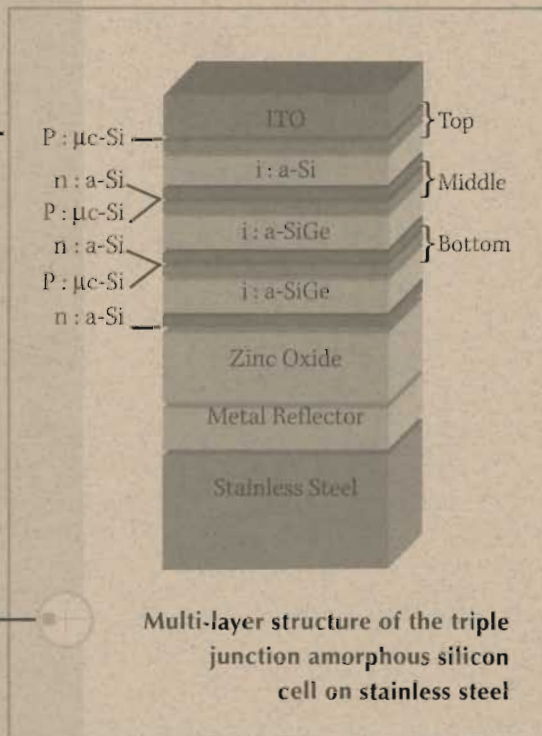 ITO
Top
P : μc-Si
i : a-Si
n : a-Si
Middle
P : μc-Si
i : a-SiGe
n : a-Si
Bottom
P : μc-Si
i : a-SiGe
n : a-Si
Zinc Oxide
Metal Reflector
Stainless Steel
Multi-layer structure of the triple
junction amorphous silicon
cell on stainless steel